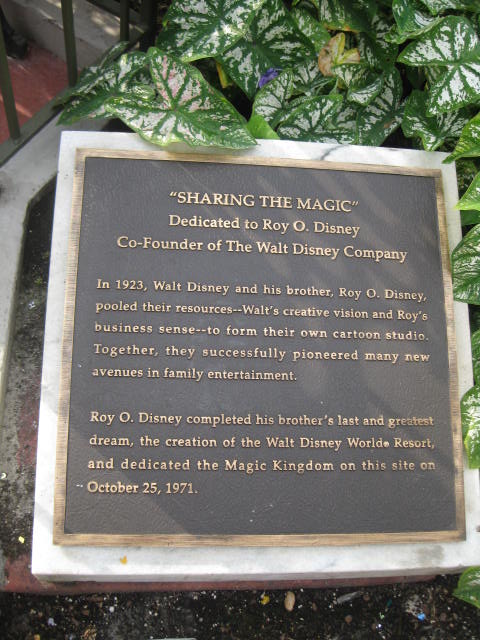 "SHARING THE MAGIC"
Dedicated to Roy O. Disney
Co-Founder of The Walt Disney Company
In 1923, Walt Disney and his brother, Roy O. Disney,
pooled their resources--Walt's creative vision and Roy's
business sense--to form their own cartoon studio.
Together, they successfully pioneered many new
avenues in family entertainment.
Roy O. Disney completed his brother's last and greatest
dream, the creation of the Walt Disney World® Resort,
and dedicated the Magic Kingdom on this site on
October 25, 1971.